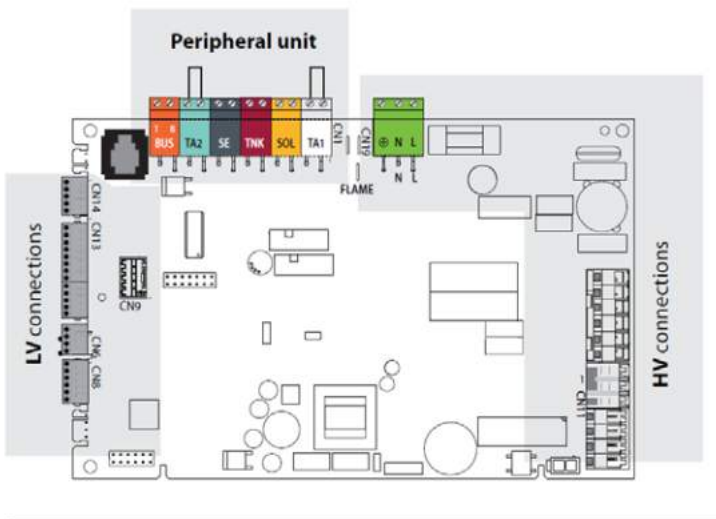 Peripheral unit
T B
BUS
TA2
SE
TNK
SOL
TA1
B B B B B B
CN1
CN19
N L
N L
FLAME
CN14
CN13
CN9
CN6
CN8
LV connections
HV connections
CN11